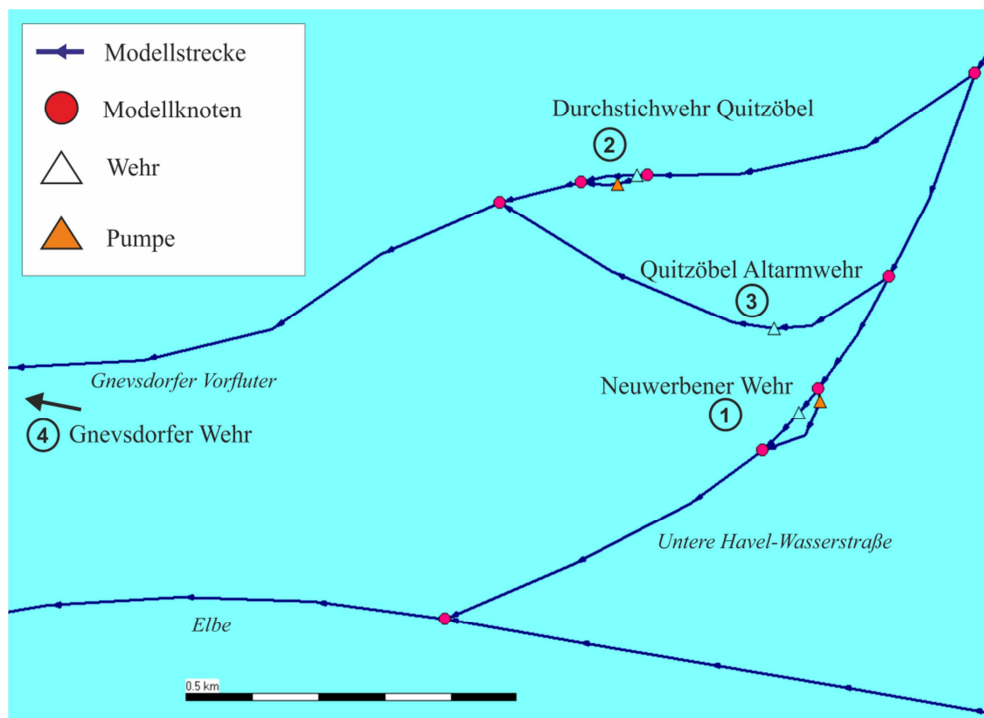 Modellstrecke
Modellknoten
Wehr
Pumpe
Durchstichwehr Quitzöbel
2
Quitzöbel Altarmwehr
3
Gnevsdorfer Vorfluter
Neuwerbener Wehr
1
4 Gnevsdorfer Wehr
Untere Havel-Wasserstraße
Elbe
0.5 km